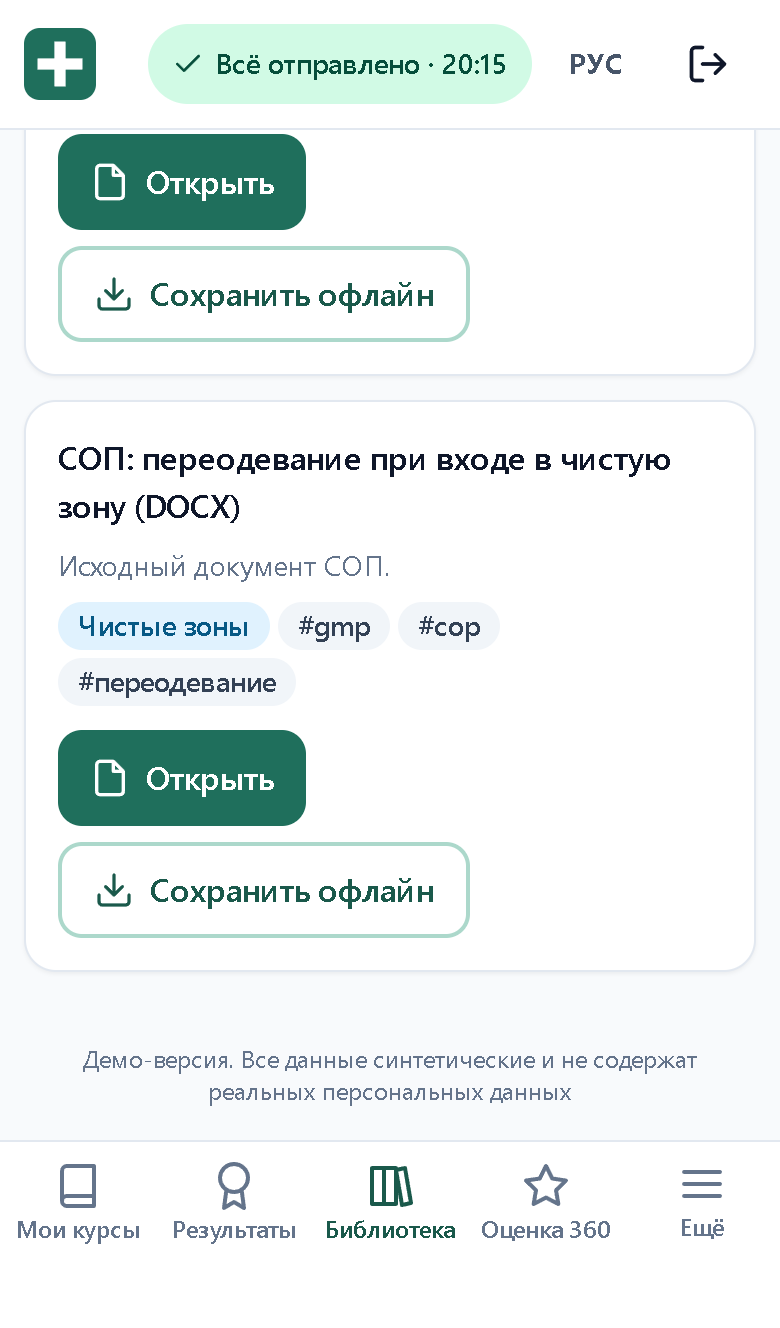 Всё отправлено · 20:15
РУС
Открыть
Сохранить офлайн
СОП: переодевание при входе в чистую
зону (DOCX)
Исходный документ СОП.
Чистые зоны #gmp #сор
#переодевание
Открыть
Сохранить офлайн
Демо-версия. Все данные синтетические и не содержат
реальных персональных данных
Мои курсы Результаты Библиотека Оценка 360 Ещё